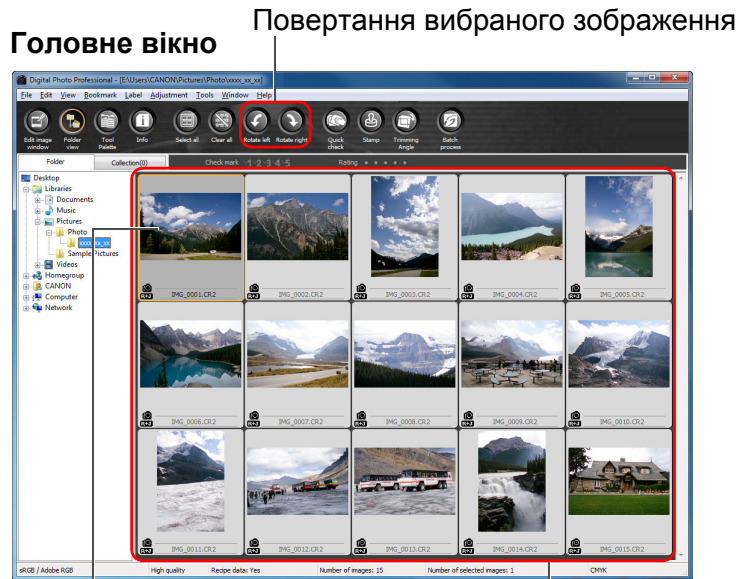 Повертання вибраного зображення
Головне вікно
Digital Photo Professional - [E:\Users\CANON\Pictures\Photo\xxxx_xx_xx]
File Edit View Bookmark Label Adjustment Tools Window Help
Edit image window Folder view Tool Palette Info Select all Clear all Rotate left Rotate right Quick check Stamp Trimming Angle Batch process
Folder Collection(0) Check mark 1 2 3 4 5 Rating
Desktop
Libraries
Documents
Music
Pictures
Photo
xxxx_xx_xx
Sample Pictures
Videos
Homegroup
CANON
Computer
Network
R+J IMG_0001.CR2 R+J IMG_0002.CR2 R+J IMG_0003.CR2 R+J IMG_0004.CR2 R+J IMG_0005.CR2
R+J IMG_0006.CR2 R+J IMG_0007.CR2 R+J IMG_0008.CR2 R+J IMG_0009.CR2 R+J IMG_0010.CR2
R+J IMG_0011.CR2 R+J IMG_0012.CR2 R+J IMG_0013.CR2 R+J IMG_0014.CR2 R+J IMG_0015.CR2
sRGB / Adobe RGB High quality Recipe data: Yes Number of images: 15 Number of selected images: 1 CMYK